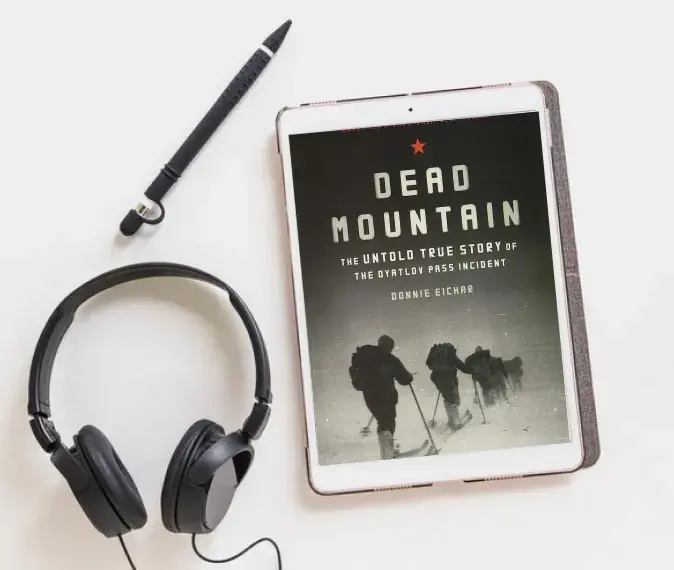 DEAD
MOUNTAIN
THE UNTOLD TRUE STORY OF
THE DYATLOV PASS INCIDENT
DONNIE EICHAR